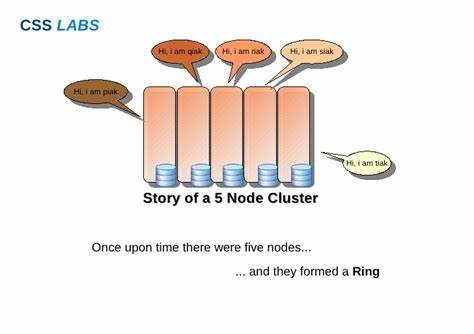 CSS LABS
Hi, i am qiak
Hi, i am riak
Hi, i am siak
Hi, i am piak
Hi, i am tiak
Story of a 5 Node Cluster
Once upon time there were five nodes...
... and they formed a Ring